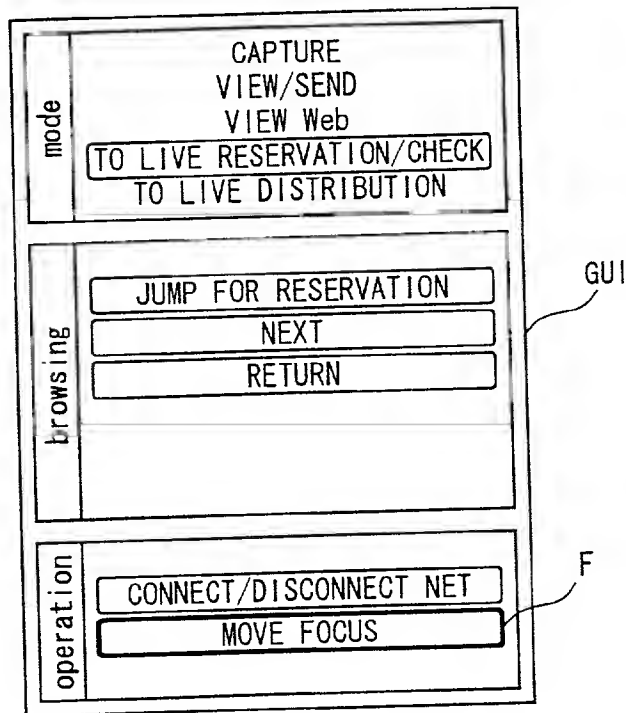 mode
CAPTURE
VIEW/SEND
VIEW Web
TO LIVE RESERVATION/CHECK
TO LIVE DISTRIBUTION
browsing
JUMP FOR RESERVATION
NEXT
RETURN
GUI
operation
CONNECT/DISCONNECT NET
MOVE FOCUS
F